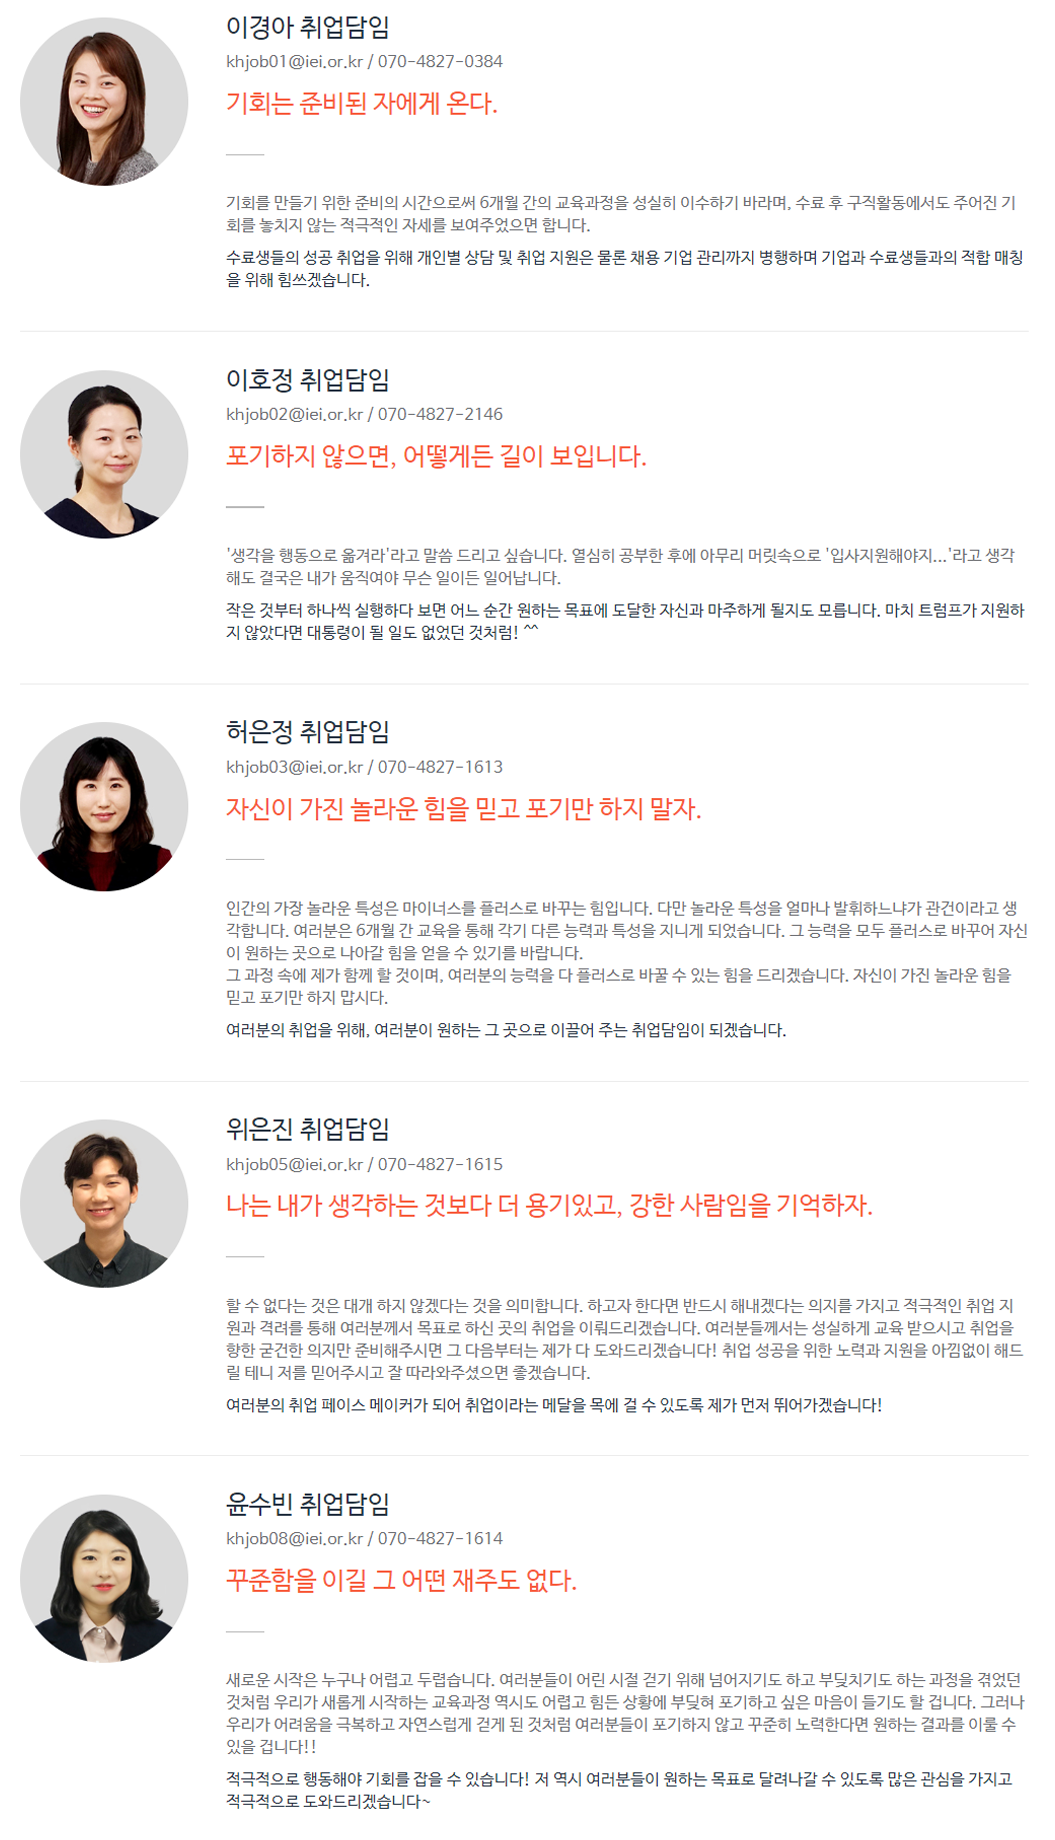 이경아 취업담임
khjob01@iei.or.kr / 070-4827-0384
기회는 준비된 자에게 온다.
기회를 만들기 위한 준비의 시간으로써 6개월 간의 교육과정을 성실히 이수하기 바라며, 수료 후 구직활동에서도 주어진 기
회를 놓치지 않는 적극적인 자세를 보여주었으면 합니다.
수료생들의 성공 취업을 위해 개인별 상담 및 취업 지원은 물론 채용 기업 관리까지 병행하며 기업과 수료생들과의 적합 매칭
을 위해 힘쓰겠습니다.
이호정 취업담임
khjob02@iei.or.kr / 070-4827-2146
포기하지 않으면, 어떻게든 길이 보입니다.
'생각을 행동으로 옮겨라'라고 말씀 드리고 싶습니다. 열심히 공부한 후에 아무리 머릿속으로 '입사지원해야지...'라고 생각
해도 결국은 내가 움직여야 무슨 일이든 일어납니다.
작은 것부터 하나씩 실행하다 보면 어느 순간 원하는 목표에 도달한 자신과 마주하게 될지도 모릅니다. 마치 트럼프가 지원하
지 않았다면 대통령이 될 일도 없었던 것처럼! ^^
허은정 취업담임
khjob03@iei.or.kr / 070-4827-1613
자신이 가진 놀라운 힘을 믿고 포기만 하지 말자.
인간의 가장 놀라운 특성은 마이너스를 플러스로 바꾸는 힘입니다. 다만 놀라운 특성을 얼마나 발휘하느냐가 관건이라고 생
각합니다. 여러분은 6개월 간 교육을 통해 각기 다른 능력과 특성을 지니게 되었습니다. 그 능력을 모두 플러스로 바꾸어 자신
이 원하는 곳으로 나아갈 힘을 얻을 수 있기를 바랍니다.
그 과정 속에 제가 함께 할 것이며, 여러분의 능력을 다 플러스로 바꿀 수 있는 힘을 드리겠습니다. 자신이 가진 놀라운 힘을
믿고 포기만 하지 맙시다.
여러분의 취업을 위해, 여러분이 원하는 그 곳으로 이끌어 주는 취업담임이 되겠습니다.
위은진 취업담임
khjob05@iei.or.kr / 070-4827-1615
나는 내가 생각하는 것보다 더 용기있고, 강한 사람임을 기억하자.
할 수 없다는 것은 대개 하지 않겠다는 것을 의미합니다. 하고자 한다면 반드시 해내겠다는 의지를 가지고 적극적인 취업 지
원과 격려를 통해 여러분께서 목표로 하신 곳의 취업을 이뤄드리겠습니다. 여러분들께서는 성실하게 교육 받으시고 취업을
향한 굳건한 의지만 준비해주시면 그 다음부터는 제가 다 도와드리겠습니다! 취업 성공을 위한 노력과 지원을 아낌없이 해드
릴 테니 저를 믿어주시고 잘 따라와주셨으면 좋겠습니다.
여러분의 취업 페이스 메이커가 되어 취업이라는 메달을 목에 걸 수 있도록 제가 먼저 뛰어가겠습니다!
윤수빈 취업담임
khjob08@iei.or.kr / 070-4827-1614
꾸준함을 이길 그 어떤 재주도 없다.
새로운 시작은 누구나 어렵고 두렵습니다. 여러분들이 어린 시절 걷기 위해 넘어지기도 하고 부딪치기도 하는 과정을 겪었던
것처럼 우리가 새롭게 시작하는 교육과정 역시도 어렵고 힘든 상황에 부딪혀 포기하고 싶은 마음이 들기도 할 겁니다. 그러나
우리가 어려움을 극복하고 자연스럽게 걷게 된 것처럼 여러분들이 포기하지 않고 꾸준히 노력한다면 원하는 결과를 이룰 수
있을 겁니다!!
적극적으로 행동해야 기회를 잡을 수 있습니다! 저 역시 여러분들이 원하는 목표로 달려나갈 수 있도록 많은 관심을 가지고
적극적으로 도와드리겠습니다~